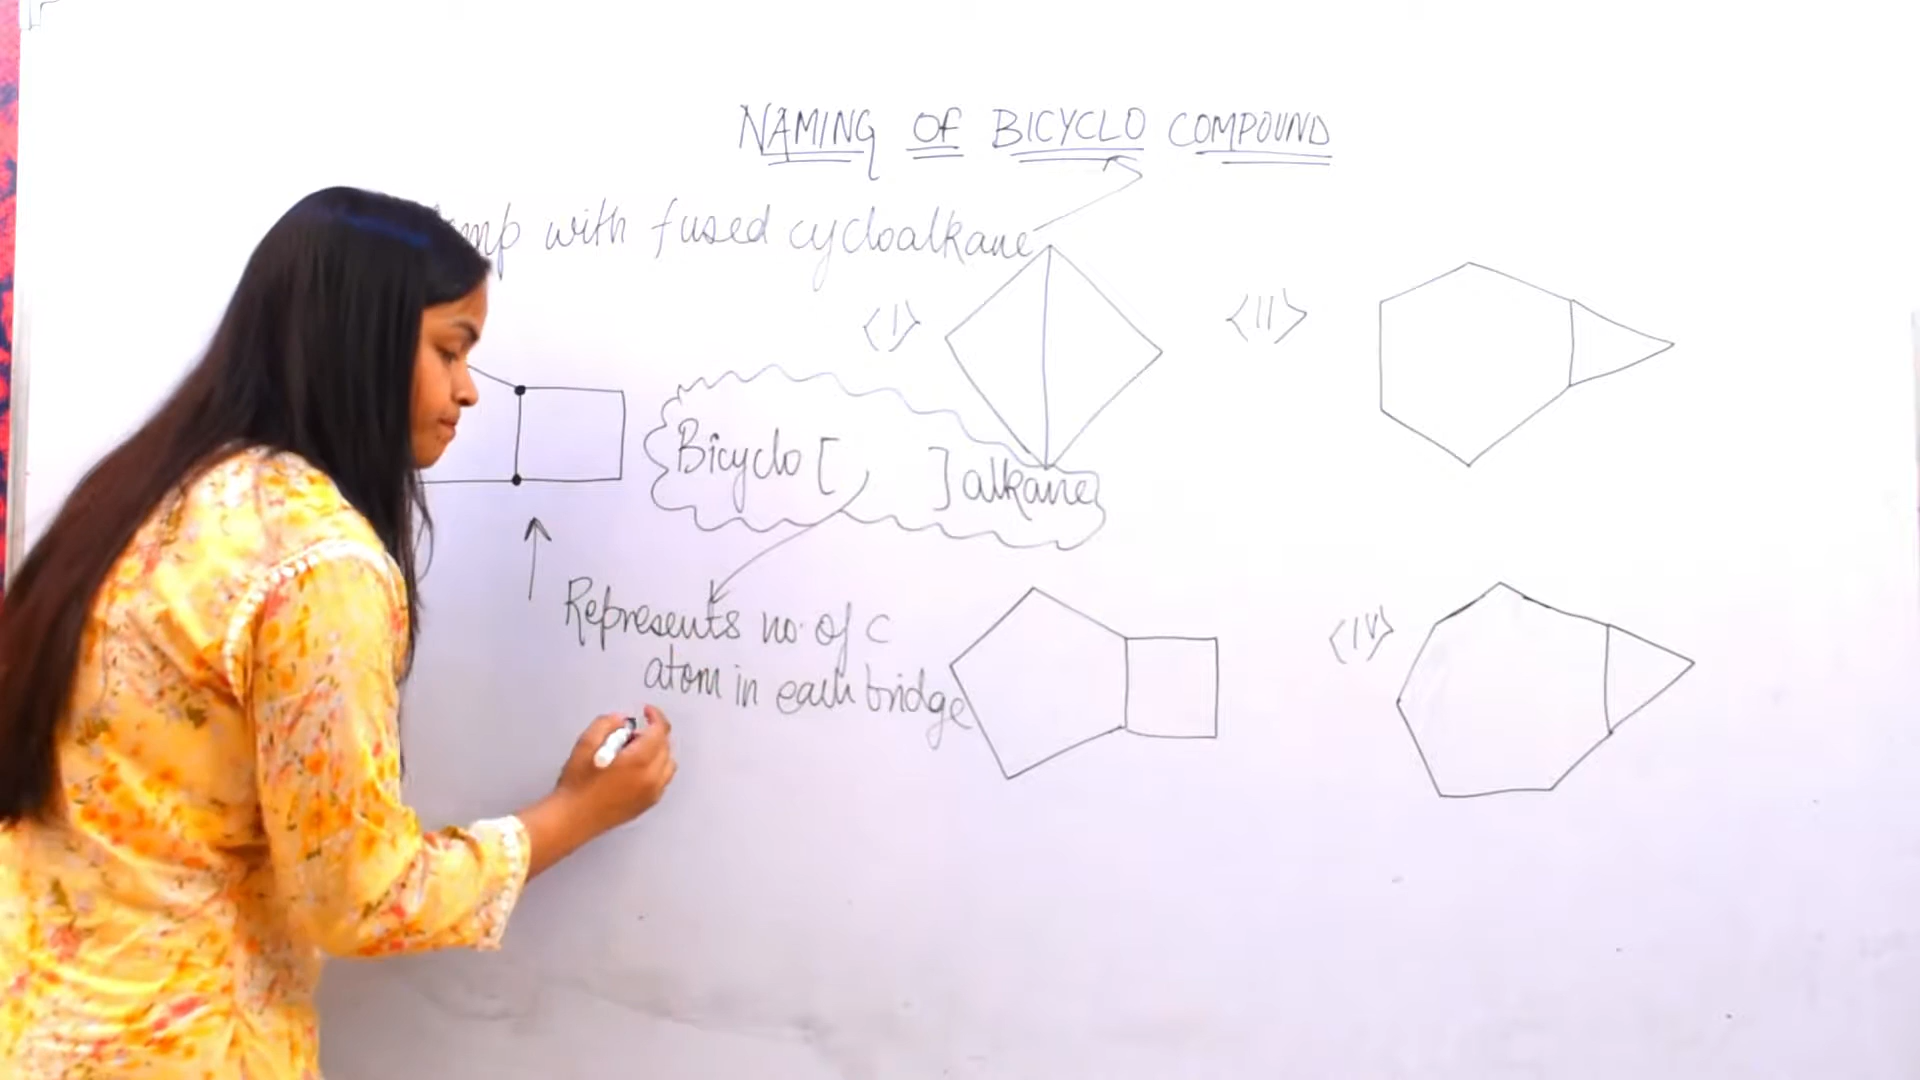 NAMING OF BICYCLO COMPOUND
with fused cycloalkane
<I>
<II>
Bicyclo [ ] alkane
Represents no. of C
atom in each bridge
<IV>